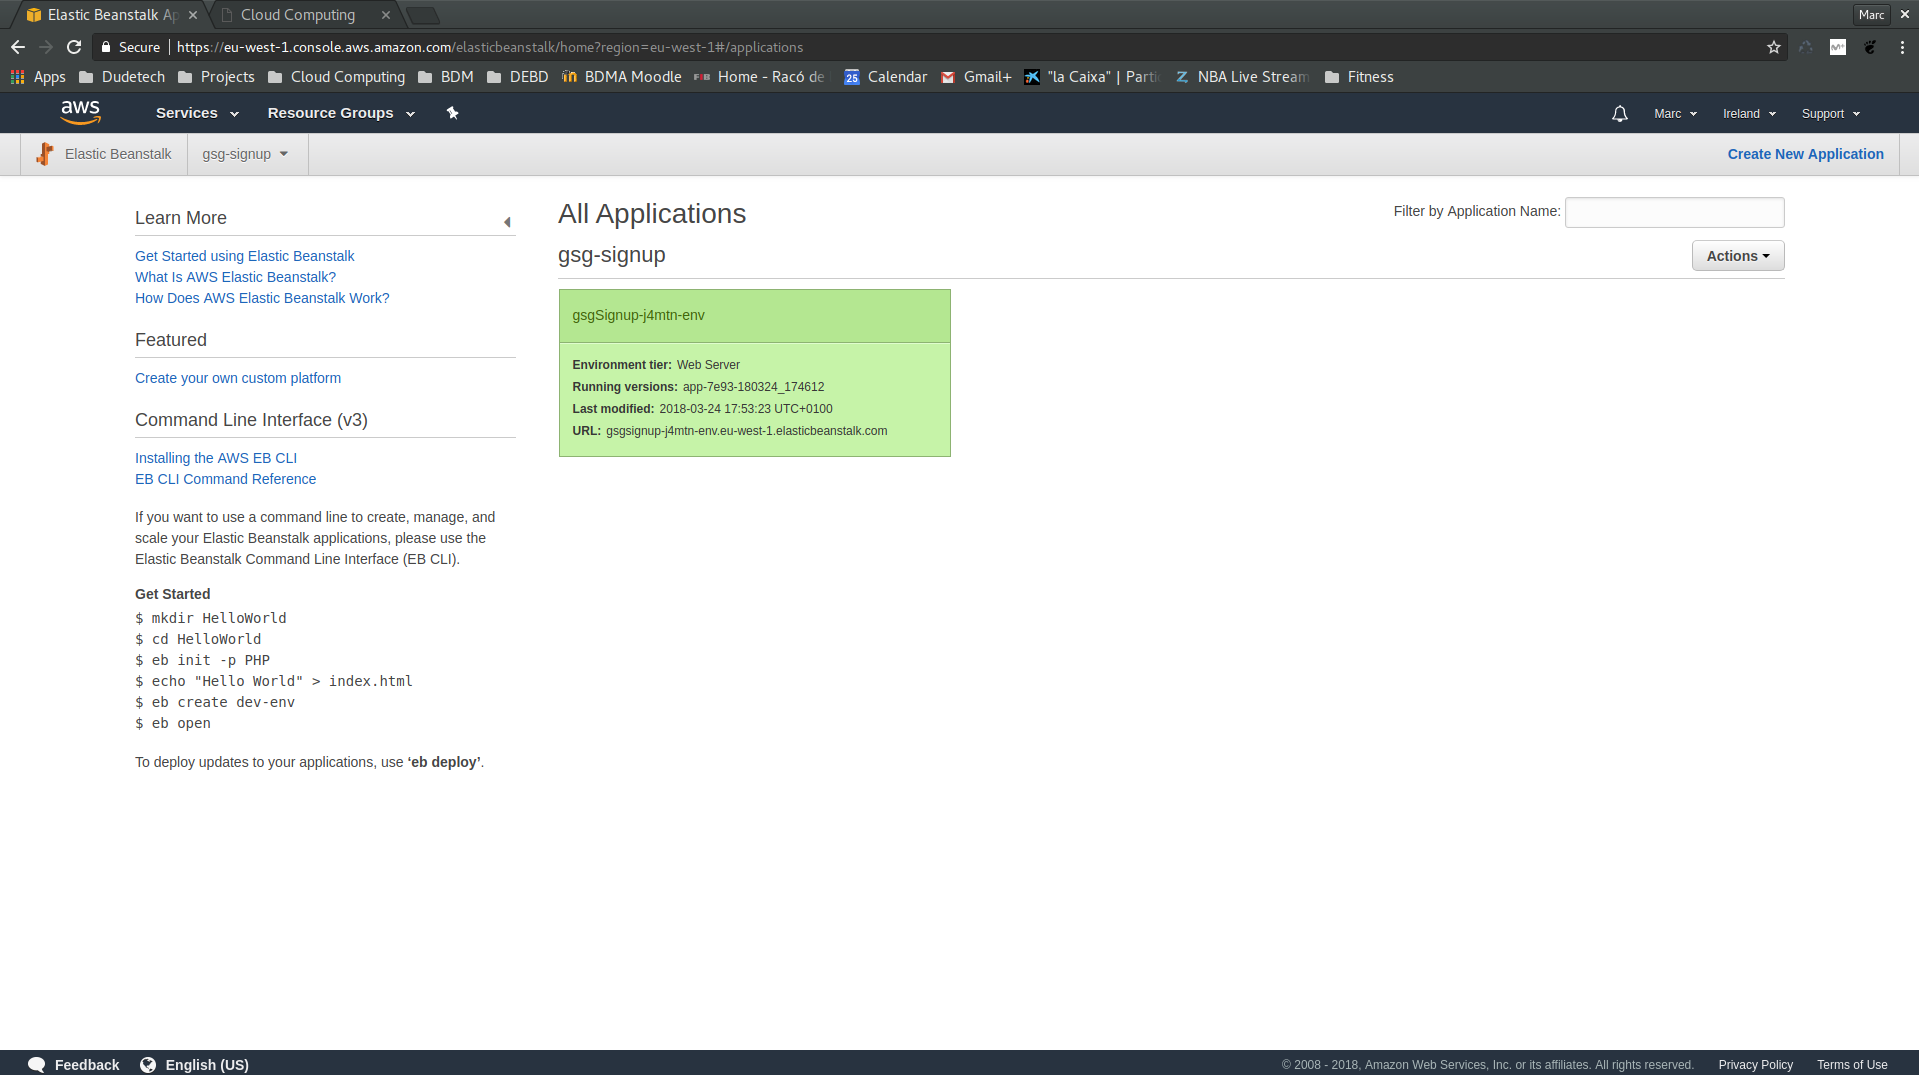 Elastic Beanstalk Ap
Cloud Computing
Marc
Secure
https://eu-west-1.console.aws.amazon.com/elasticbeanstalk/home?region=eu-west-1#/applications
Apps
Dudetech
Projects
Cloud Computing
BDM
DEBD
BDMA Moodle
Home - Racó de
25
Calendar
Gmail+
"la Caixa" | Parti
NBA Live Stream
Fitness
aws
Services
Resource Groups
Marc
Ireland
Support
Elastic Beanstalk
gsg-signup
Create New Application
Learn More
Get Started using Elastic Beanstalk
What Is AWS Elastic Beanstalk?
How Does AWS Elastic Beanstalk Work?
Featured
Create your own custom platform
Command Line Interface (v3)
Installing the AWS EB CLI
EB CLI Command Reference
If you want to use a command line to create, manage, and
scale your Elastic Beanstalk applications, please use the
Elastic Beanstalk Command Line Interface (EB CLI).
Get Started
$ mkdir HelloWorld
$ cd HelloWorld
$ eb init -p PHP
$ echo "Hello World" > index.html
$ eb create dev-env
$ eb open
To deploy updates to your applications, use ‘eb deploy’.
All Applications
Filter by Application Name:
gsg-signup
Actions
gsgSignup-j4mtn-env
Environment tier: Web Server
Running versions: app-7e93-180324_174612
Last modified: 2018-03-24 17:53:23 UTC+0100
URL: gsgsignup-j4mtn-env.eu-west-1.elasticbeanstalk.com
Feedback
English (US)
© 2008 - 2018, Amazon Web Services, Inc. or its affiliates. All rights reserved.
Privacy Policy
Terms of Use